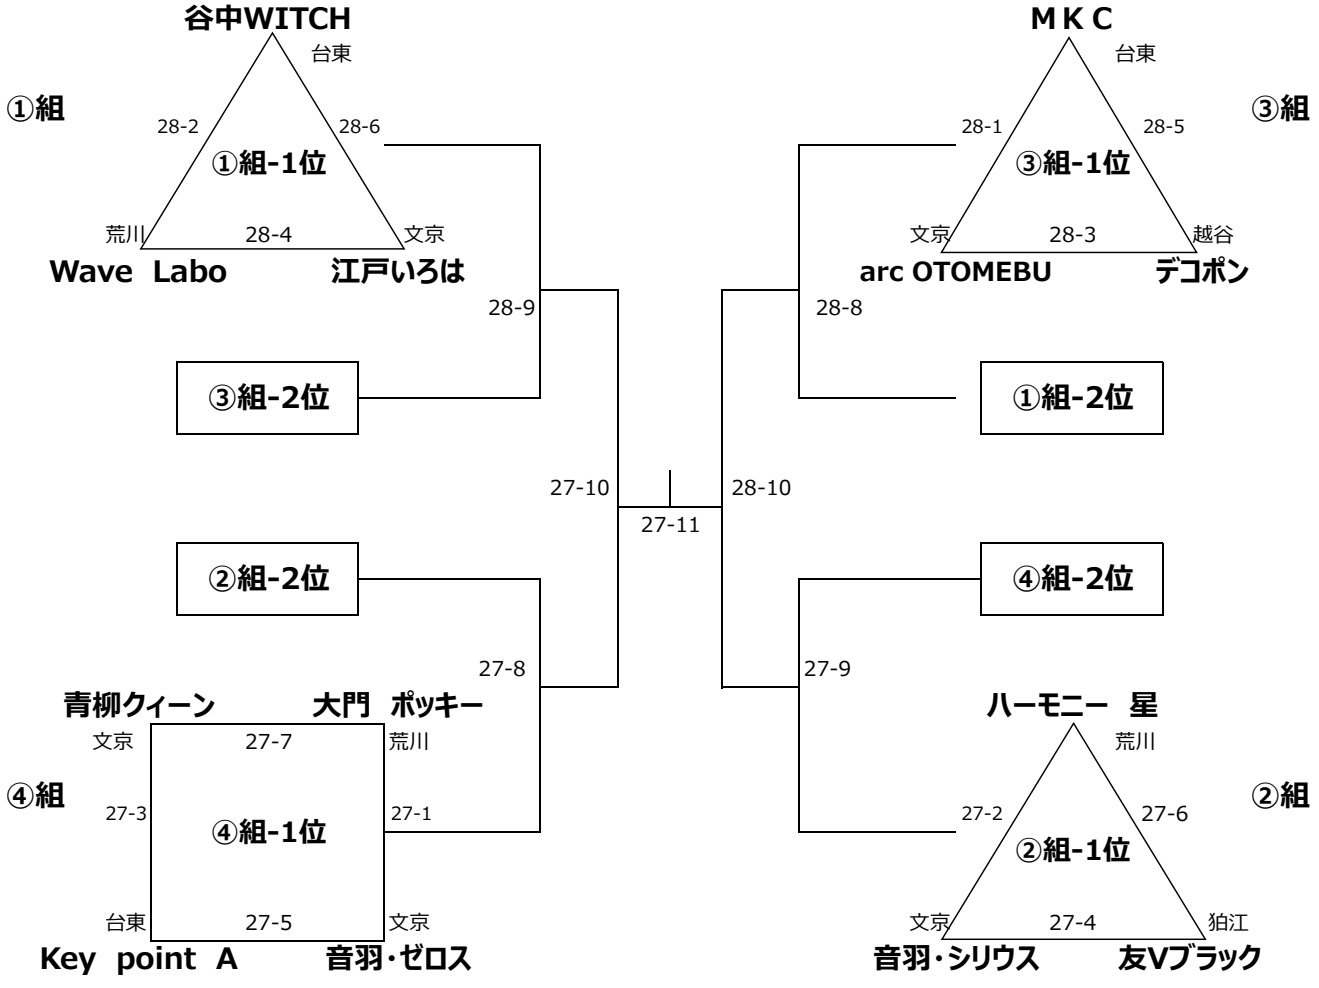 谷中WITCH
台東
①組
28-2
28-6
①組-1位
荒川
28-4
文京
Wave Labo
江戸いろは
28-9
③組-2位
MKC
台東
③組
28-1
28-5
③組-1位
文京
28-3
越谷
arc OTOMEBU
デコポン
28-8
①組-2位
27-10
28-10
27-11
②組-2位
27-8
青柳クィーン
大門 ポッキー
文京
27-7
荒川
④組
27-3
27-1
④組-1位
台東
27-5
文京
Key point A
音羽・ゼロス
④組-2位
27-9
ハーモニー 星
荒川
②組
27-2
27-6
②組-1位
文京
27-4
狛江
音羽・シリウス
友Vブラック